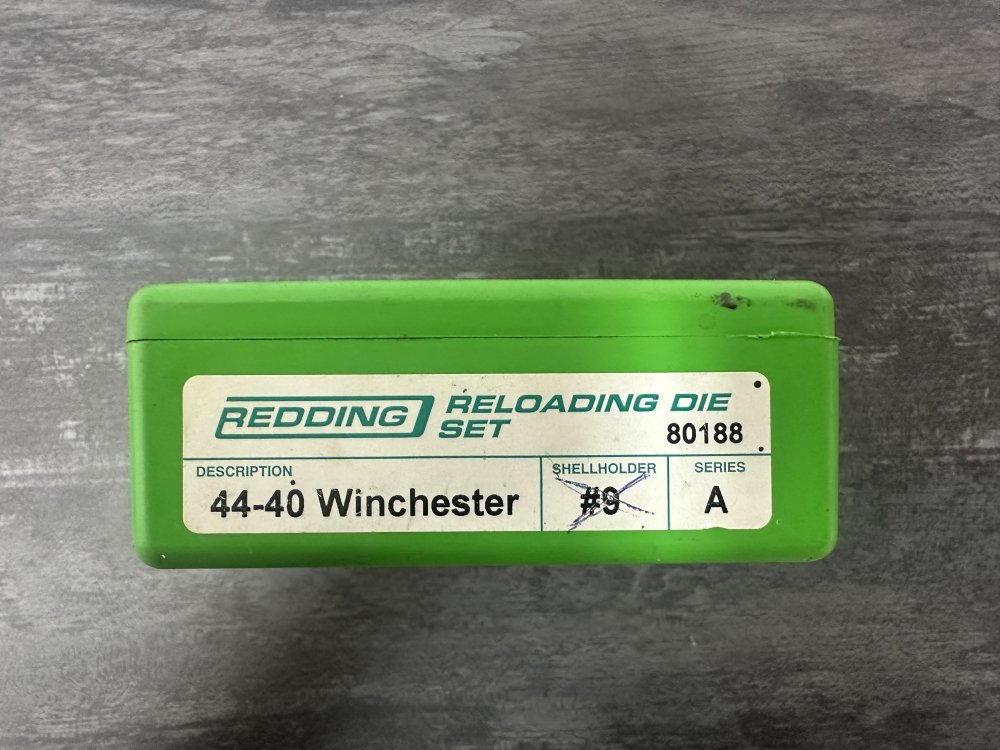 REDDING RELOADING DIE
SET 80188
DESCRIPTION SHELLHOLDER SERIES
44-40 Winchester #9 A